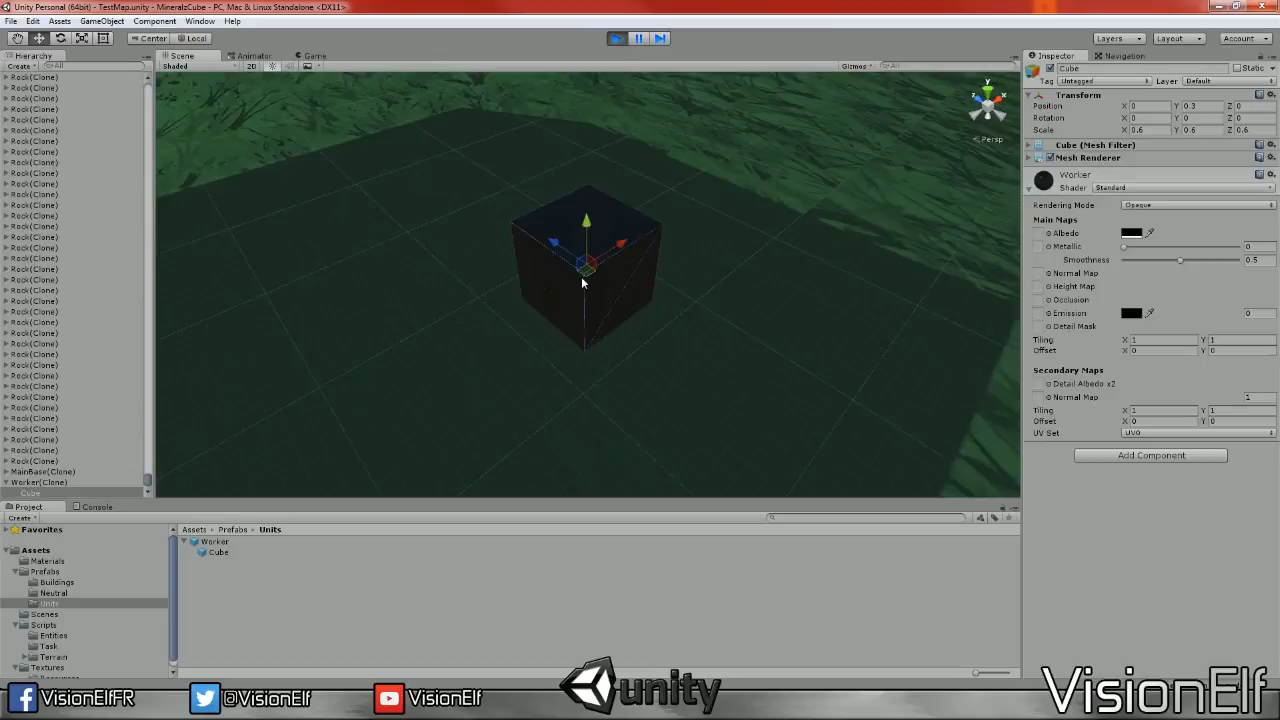 Unity Personal (64bit) - TestMap.unity - MineralzCube - PC, Mac & Linux Standalone <DX11>
File Edit Assets GameObject Component Window Help
Center Local Layers Layout Account
Hierarchy Scene Animator Game Inspector Navigation
Create All Shaded 2D Gizmos All Cube Static
Rock(Clone)
Tag Untagged Layer Default
Rock(Clone)
Rock(Clone)
Transform
Rock(Clone)
Position X 0 Y 0.3 Z 0
Rock(Clone)
Rotation X 0 Y 0 Z 0
Rock(Clone)
Scale X 0.6 Y 0.6 Z 0.6
Rock(Clone)
Cube (Mesh Filter)
Rock(Clone)
Mesh Renderer
Rock(Clone)
Worker
Rock(Clone)
Shader Standard
Rock(Clone)
Rendering Mode Opaque
Rock(Clone)
Main Maps
Rock(Clone)
Albedo
Rock(Clone)
Metallic 0
Rock(Clone)
Smoothness 0.5
Rock(Clone)
Normal Map
Rock(Clone)
Height Map
Rock(Clone)
Occlusion
Rock(Clone)
Emission 0
Rock(Clone)
Detail Mask
Rock(Clone)
Tiling X 1 Y 1
Rock(Clone)
Offset X 0 Y 0
Rock(Clone)
Secondary Maps
Rock(Clone)
Detail Albedo x2
Rock(Clone)
Normal Map 1
Rock(Clone)
Tiling X 1 Y 1
Rock(Clone)
Offset X 0 Y 0
Rock(Clone)
UV Set UV0
Rock(Clone)
Rock(Clone)
Rock(Clone)
Rock(Clone)
Rock(Clone)
Rock(Clone)
Rock(Clone)
Rock(Clone)
Rock(Clone)
Rock(Clone)
MainBase(Clone)
Worker(Clone)
Cube
y
x
z
Persp
Add Component
Project Console
Create
Favorites
Assets
Materials
Prefabs
Buildings
Neutral
Units
Scenes
Scripts
Entities
Task
Terrain
Textures
Assets Prefabs Units
Worker
Cube
VisionElfFR @VisionElf VisionElf unity VisionElf